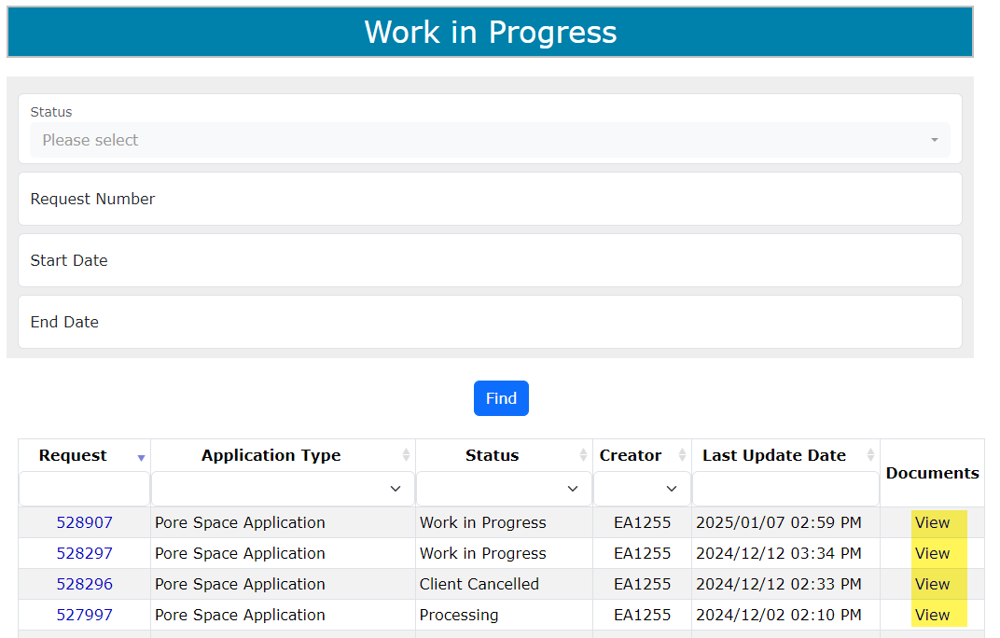 Work in Progress
Status
Please select
Request Number
Start Date
End Date
Find
Request Application Type Status Creator Last Update Date Documents
528907 Pore Space Application Work in Progress EA1255 2025/01/07 02:59 PM View
528297 Pore Space Application Work in Progress EA1255 2024/12/12 03:34 PM View
528296 Pore Space Application Client Cancelled EA1255 2024/12/12 02:33 PM View
527997 Pore Space Application Processing EA1255 2024/12/02 02:10 PM View